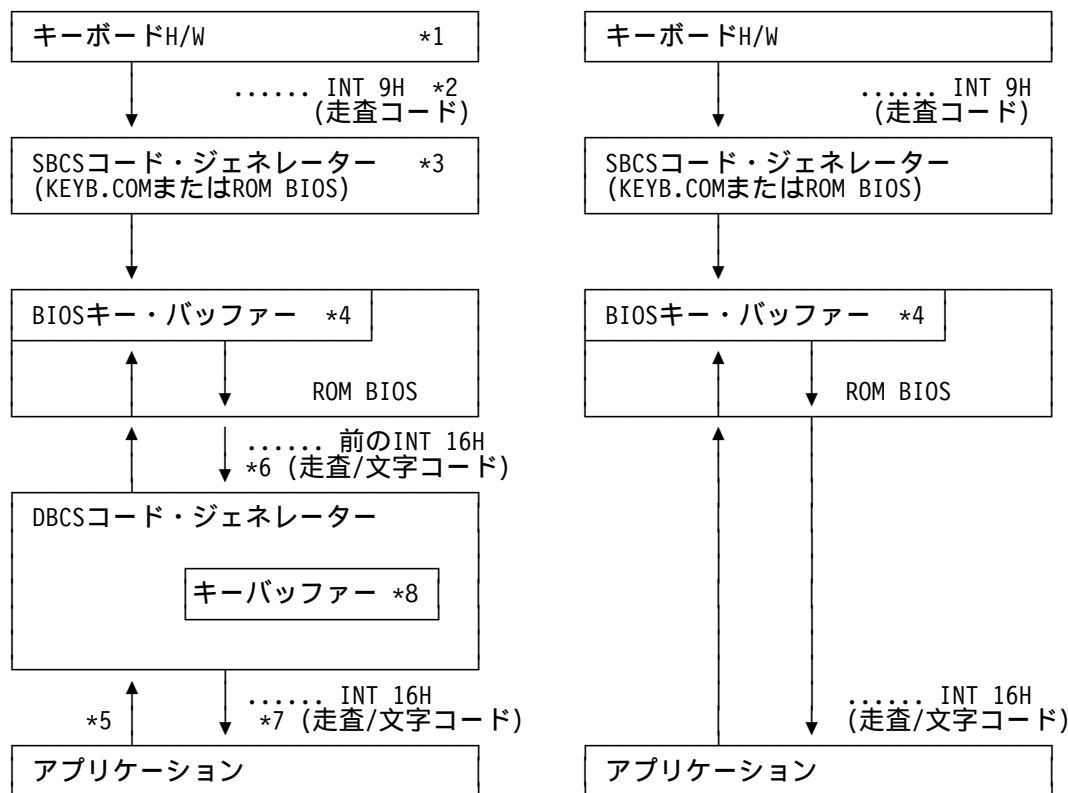 キーボードH/W *1
...... INT 9H *2
(走査コード)
SBCSコード・ジェネレーター *3
(KEYB.COMまたはROM BIOS)
BIOSキー・バッファー *4
ROM BIOS
...... 前のINT 16H
*6 (走査/文字コード)
DBCSコード・ジェネレーター
キーバッファー *8
...... INT 16H
*5 *7 (走査/文字コード)
アプリケーション
キーボードH/W
...... INT 9H
(走査コード)
SBCSコード・ジェネレーター
(KEYB.COMまたはROM BIOS)
BIOSキー・バッファー *4
ROM BIOS
...... INT 16H
(走査/文字コード)
アプリケーション